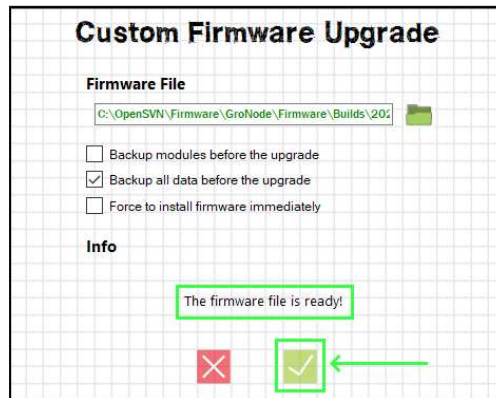 Custom Firmware Upgrade
Firmware File
C:\OpenSVN\Firmware\GroNode\Firmware\Builds\202
Backup modules before the upgrade
Backup all data before the upgrade
Force to install firmware immediately
Info
The firmware file is ready!